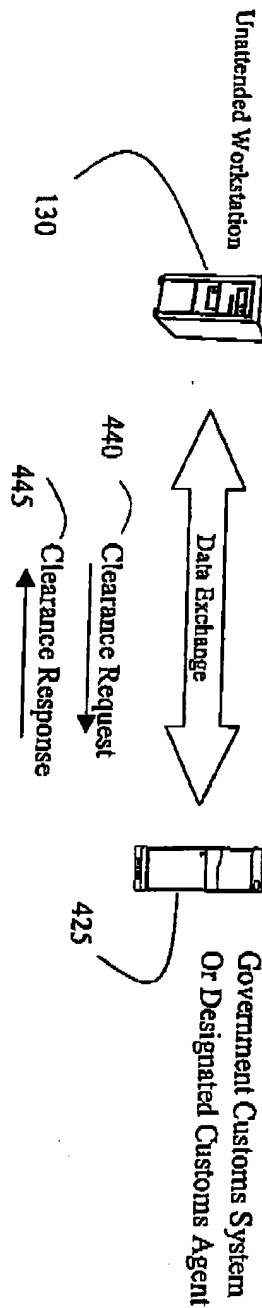 Unattended Workstation
130
Data Exchange
440
Clearance Request
445
Clearance Response
425
Government Customs System
Or Designated Customs Agent